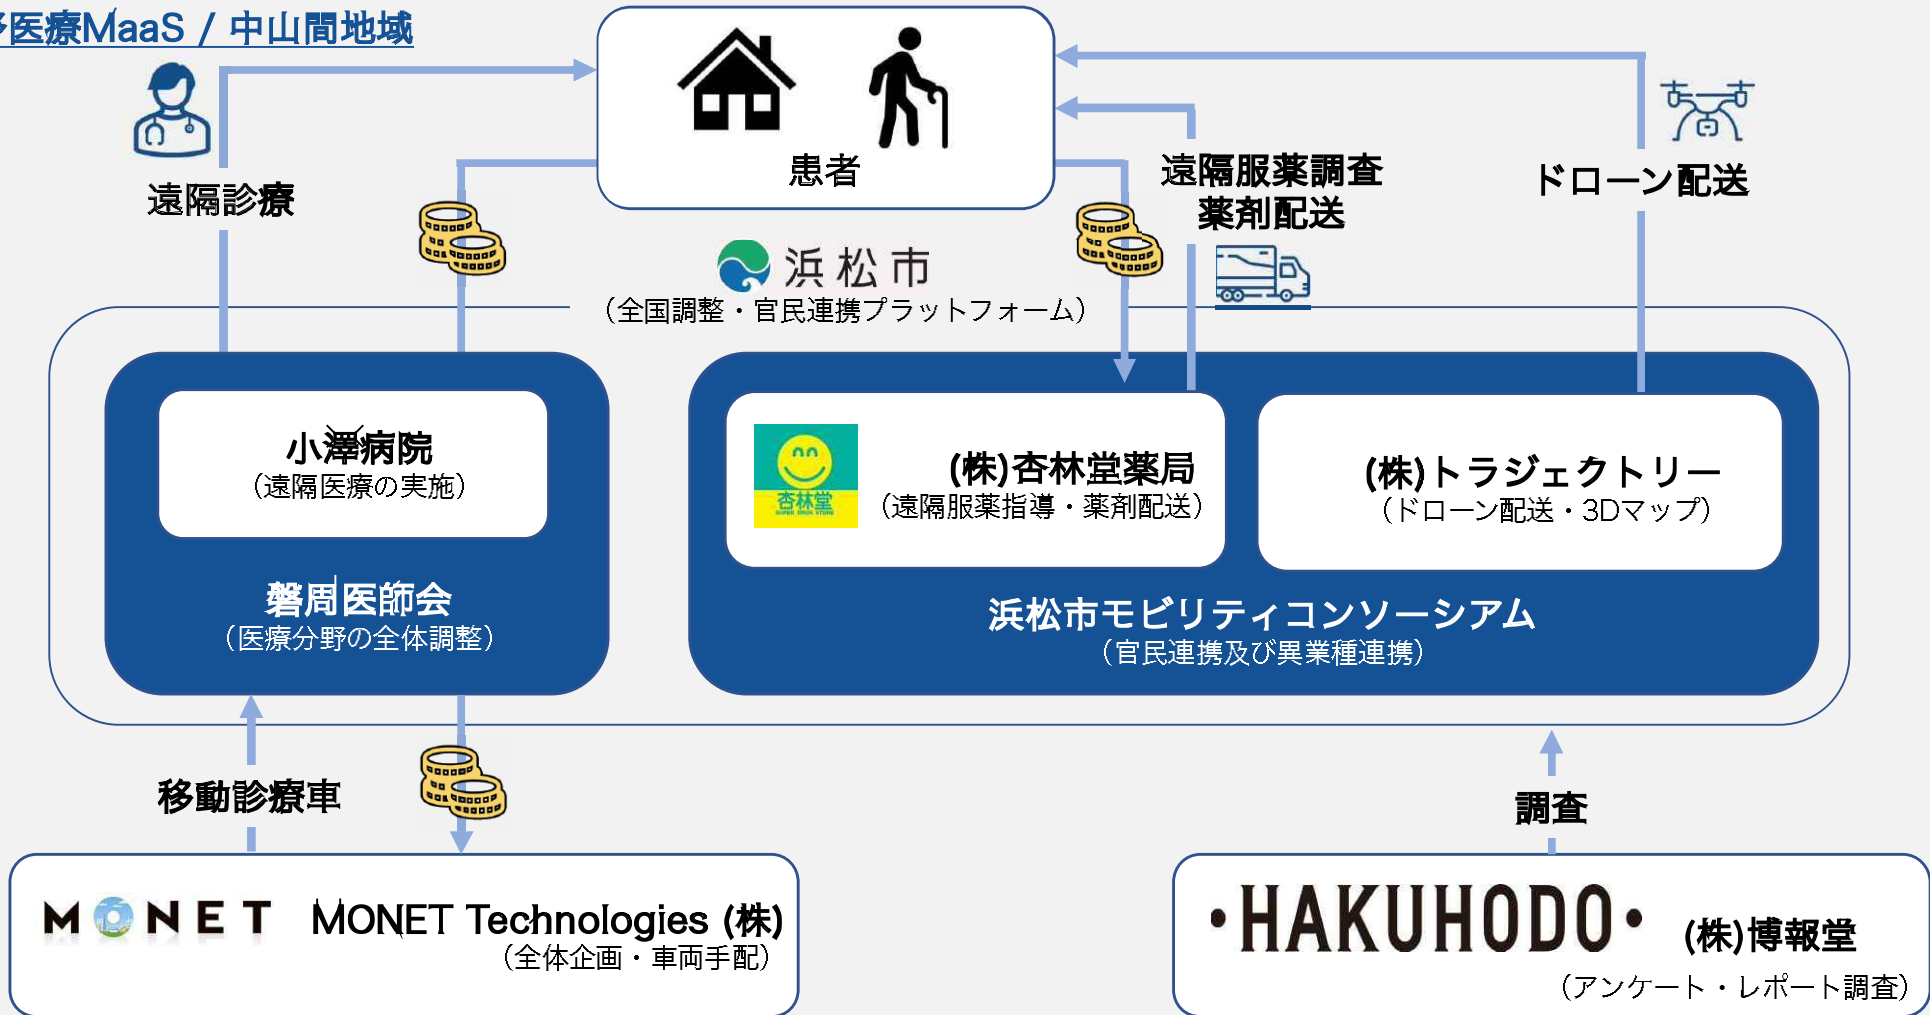 医療MaaS / 中山間地域
患者
遠隔診療
遠隔服薬調査
薬剤配送
ドローン配送
浜松市
（全国調整・官民連携プラットフォーム）
小澤病院
（遠隔医療の実施）
磐周医師会
（医療分野の全体調整）
杏林堂
SUPER DRUG STORE
(株)杏林堂薬局
（遠隔服薬指導・薬剤配送）
(株)トラジェクトリー
（ドローン配送・3Dマップ）
浜松市モビリティコンソーシアム
（官民連携及び異業種連携）
移動診療車
調査
MONET MONET Technologies (株)
（全体企画・車両手配）
・HAKUHODO・ (株)博報堂
（アンケート・レポート調査）